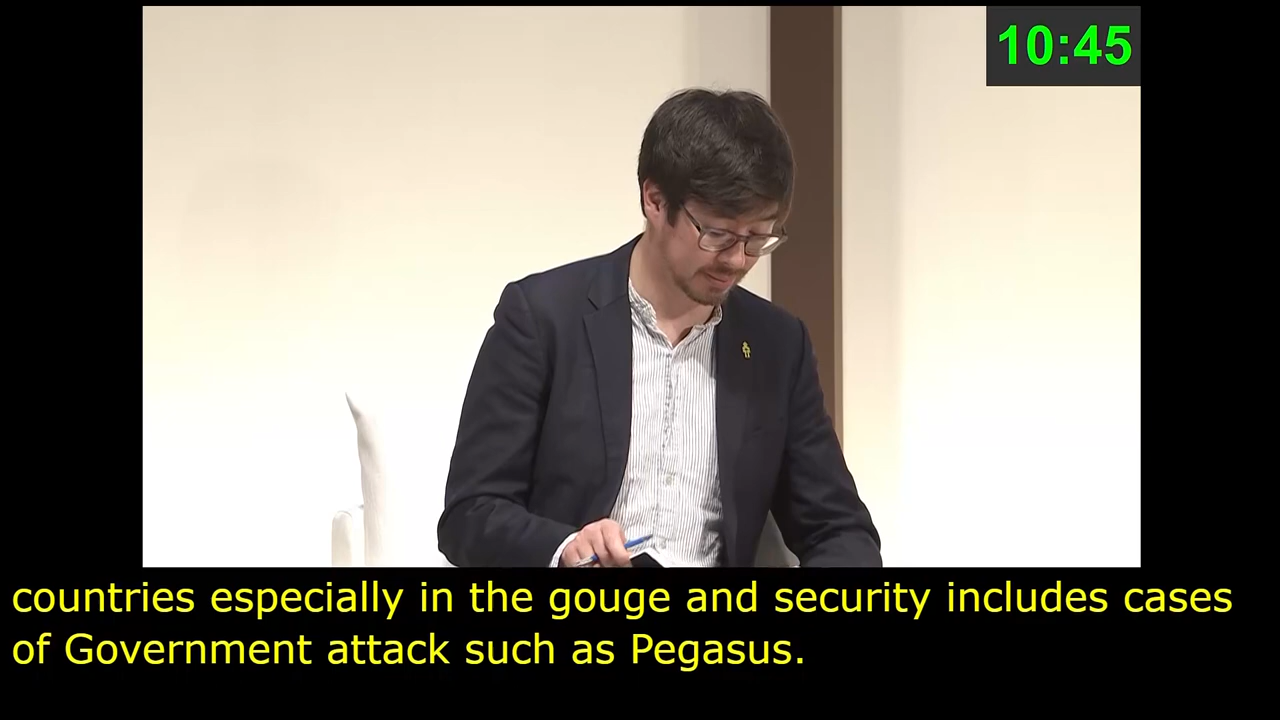 10:45
countries especially in the gouge and security includes cases
of Government attack such as Pegasus.